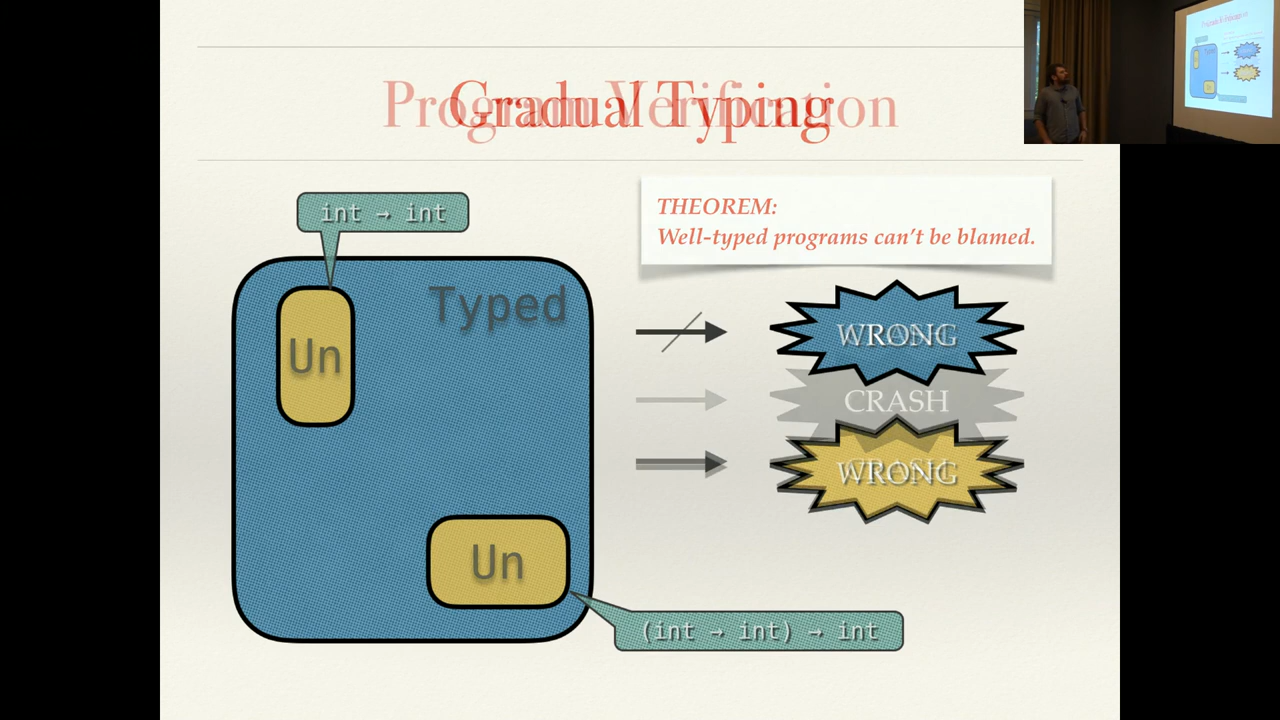 Program Verification
Gradual Typing
int → int
THEOREM:
Well-typed programs can't be blamed.
Typed
Un
WRONG
CRASH
WRONG
Un
(int → int) → int